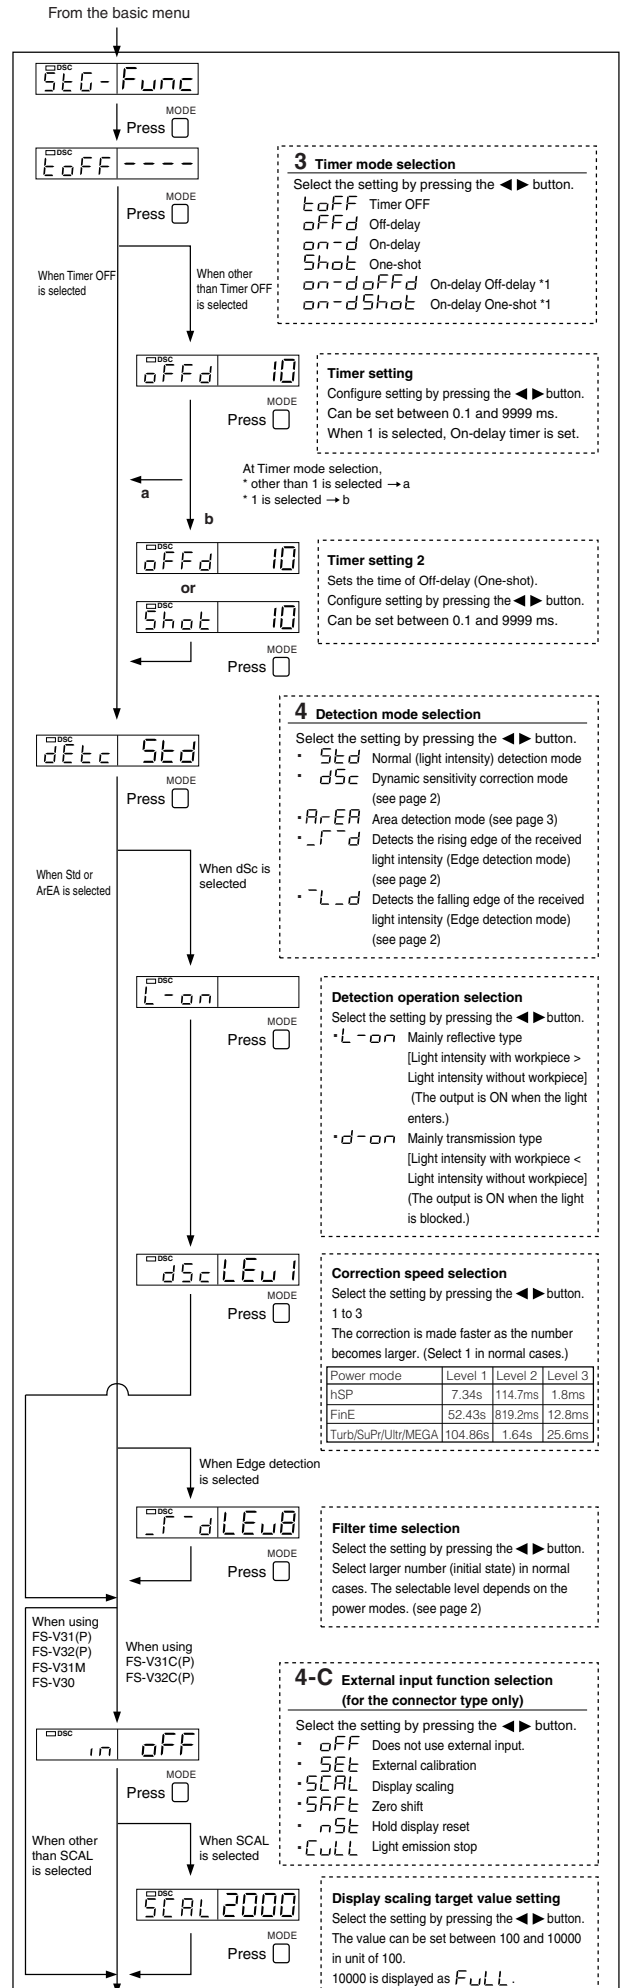 From the basic menu
DSC
StG- Func
MODE
Press
DSC
toFF ----
MODE
Press
3 Timer mode selection
Select the setting by pressing the ◀ ▶ button.
toFF Timer OFF
oFFd Off-delay
on-d On-delay
Shot One-shot
on-doFFd On-delay Off-delay *1
on-dShot On-delay One-shot *1
When Timer OFF
is selected
When other
than Timer OFF
is selected
DSC
oFFd 10
MODE
Press
Timer setting
Configure setting by pressing the ◀ ▶ button.
Can be set between 0.1 and 9999 ms.
When 1 is selected, On-delay timer is set.
At Timer mode selection,
* other than 1 is selected → a
* 1 is selected → b
a
b
DSC
oFFd 10
or
DSC
Shot 10
MODE
Press
Timer setting 2
Sets the time of Off-delay (One-shot).
Configure setting by pressing the ◀ ▶ button.
Can be set between 0.1 and 9999 ms.
DSC
dEtc Std
MODE
Press
4 Detection mode selection
Select the setting by pressing the ◀ ▶ button.
· Std Normal (light intensity) detection mode
· dSc Dynamic sensitivity correction mode
(see page 2)
· ArEA Area detection mode (see page 3)
· _Γ¯d Detects the rising edge of the received
light intensity (Edge detection mode)
(see page 2)
· ¯L_d Detects the falling edge of the received
light intensity (Edge detection mode)
(see page 2)
When Std or
ArEA is selected
When dSc is
selected
DSC
L-on
MODE
Press
Detection operation selection
Select the setting by pressing the ◀ ▶ button.
· L-on Mainly reflective type
[Light intensity with workpiece >
Light intensity without workpiece]
(The output is ON when the light
enters.)
· d-on Mainly transmission type
[Light intensity with workpiece <
Light intensity without workpiece]
(The output is ON when the light
is blocked.)
DSC
dSc LEv1
MODE
Press
Correction speed selection
Select the setting by pressing the ◀ ▶ button.
1 to 3
The correction is made faster as the number
becomes larger. (Select 1 in normal cases.)
Power mode Level 1 Level 2 Level 3
hSP 7.34s 114.7ms 1.8ms
FinE 52.43s 819.2ms 12.8ms
Turb/SuPr/Ultr/MEGA 104.86s 1.64s 25.6ms
When Edge detection
is selected
DSC
_Γ¯d LEv8
MODE
Press
Filter time selection
Select the setting by pressing the ◀ ▶ button.
Select larger number (initial state) in normal
cases. The selectable level depends on the
power modes. (see page 2)
When using
FS-V31(P)
FS-V32(P)
FS-V31M
FS-V30
When using
FS-V31C(P)
FS-V32C(P)
DSC
in oFF
MODE
Press
4-C External input function selection
(for the connector type only)
Select the setting by pressing the ◀ ▶ button.
· oFF Does not use external input.
· SEt External calibration
· SCAL Display scaling
· ShFt Zero shift
· rSt Hold display reset
· CuLL Light emission stop
When other
than SCAL
is selected
When SCAL
is selected
DSC
SCAL 2000
MODE
Press
Display scaling target value setting
Select the setting by pressing the ◀ ▶ button.
The value can be set between 100 and 10000
in unit of 100.
10000 is displayed as FuLL.